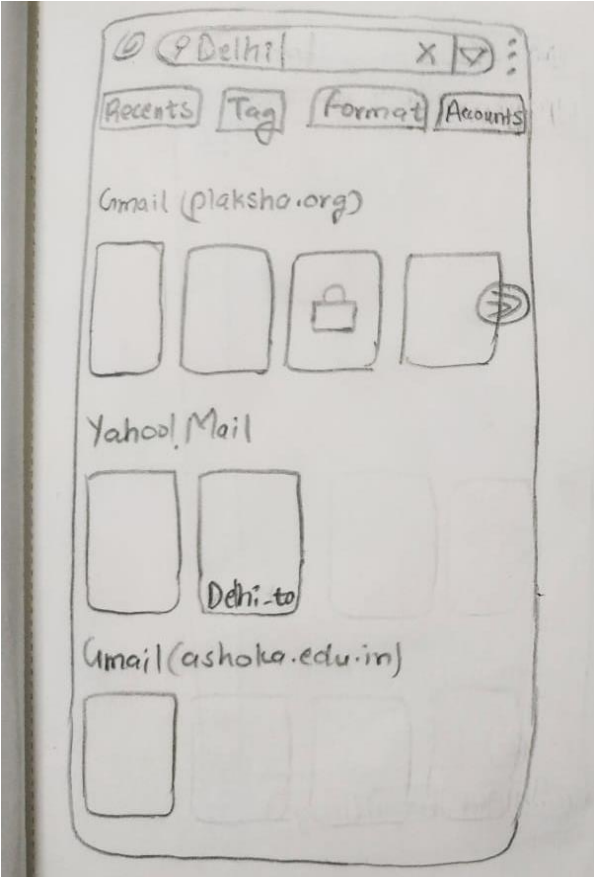 Delhi X
Recents Tag Format Accounts
Gmail (plaksha.org)
Yahoo! Mail
Delhi-to
Gmail (ashoka.edu.in)